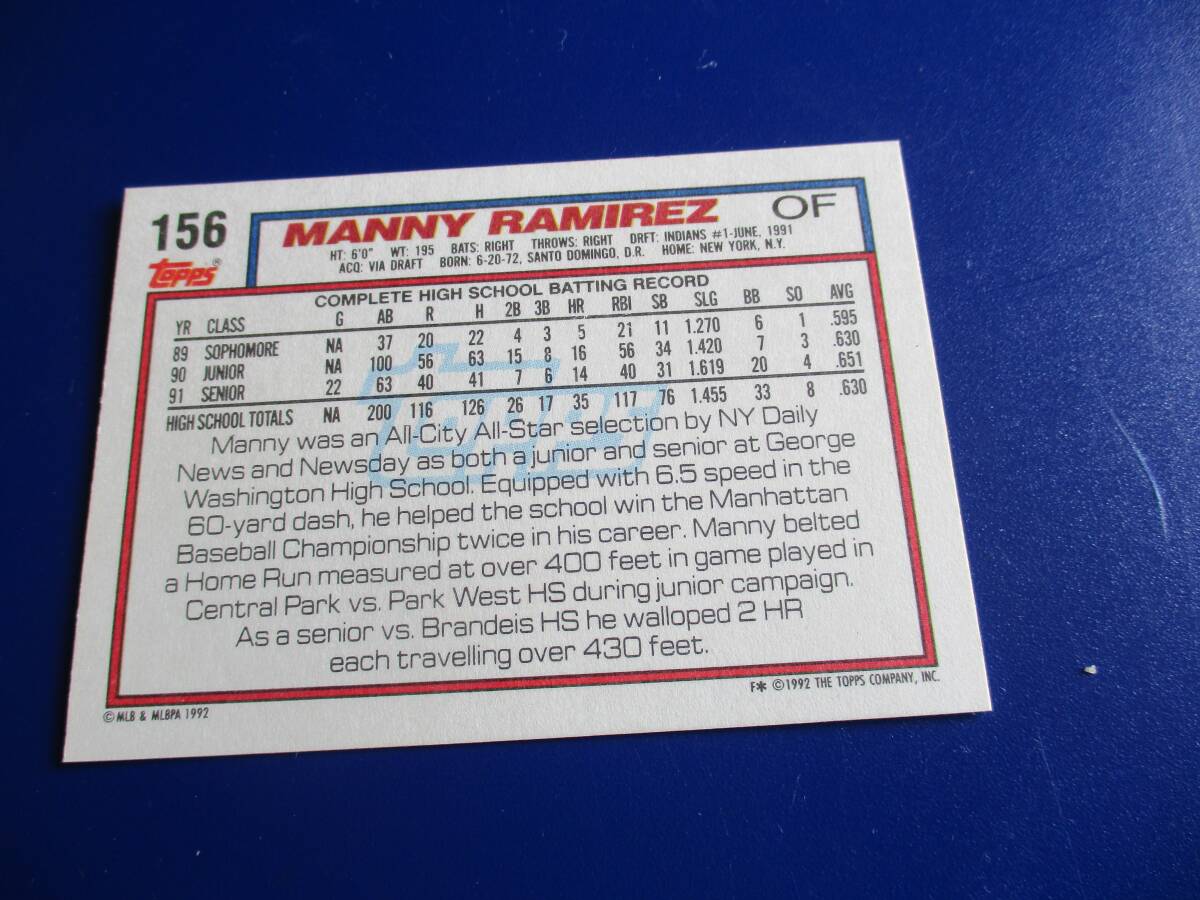 156 MANNY RAMIREZ OF
HT: 6'0" WT: 195 BATS: RIGHT THROWS: RIGHT DRFT: INDIANS #1-JUNE, 1991
ACQ: VIA DRAFT BORN: 6-20-72, SANTO DOMINGO, D.R. HOME: NEW YORK, N.Y.
TOPPS®
COMPLETE HIGH SCHOOL BATTING RECORD
YR CLASS G AB R H 2B 3B HR RBI SB SLG BB SO AVG
89 SOPHOMORE NA 37 20 22 4 3 5 21 11 1.270 6 1 .595
90 JUNIOR NA 100 56 63 15 8 16 56 34 1.420 7 3 .630
91 SENIOR 22 63 40 41 7 6 14 40 31 1.619 20 4 .651
HIGH SCHOOL TOTALS NA 200 116 126 26 17 35 117 76 1.455 33 8 .630
TOPPS
Manny was an All-City All-Star selection by NY Daily
News and Newsday as both a junior and senior at George
Washington High School. Equipped with 6.5 speed in the
60-yard dash, he helped the school win the Manhattan
Baseball Championship twice in his career. Manny belted
a Home Run measured at over 400 feet in game played in
Central Park vs. Park West HS during junior campaign.
As a senior vs. Brandeis HS he walloped 2 HR
each travelling over 430 feet.
©MLB & MLBPA 1992
F* ©1992 THE TOPPS COMPANY, INC.